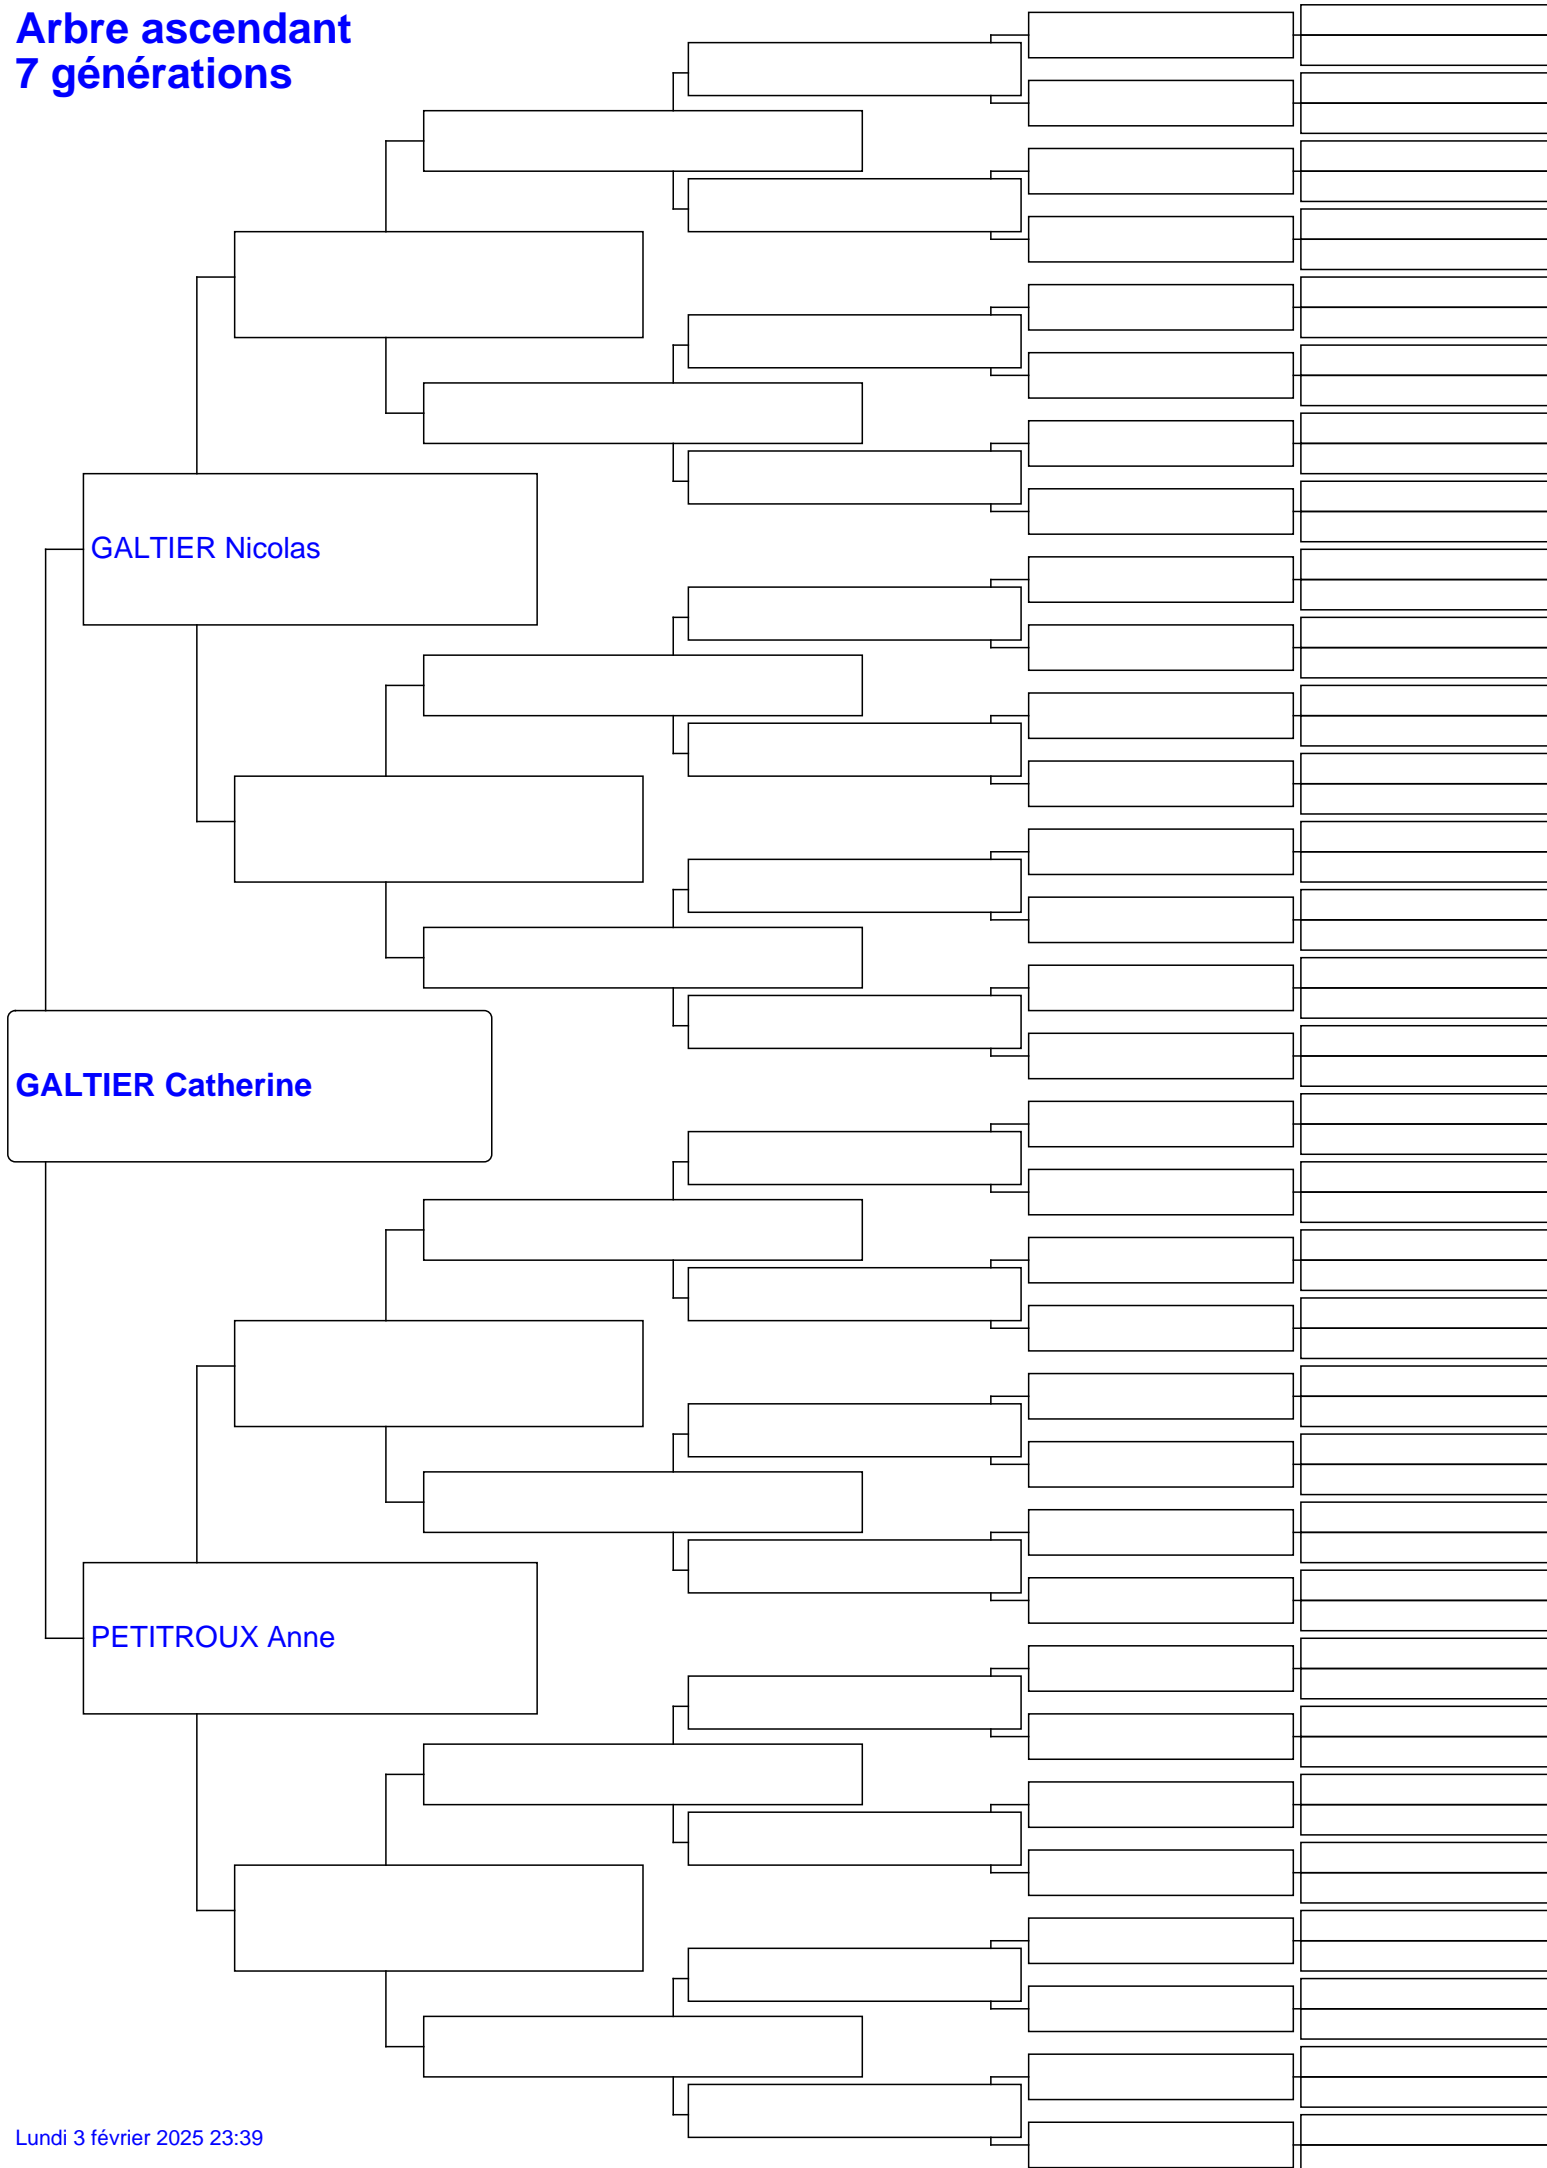 Arbre ascendant
7 générations
GALTIER Nicolas
GALTIER Catherine
PETITROUX Anne
Lundi 3 février 2025 23:39